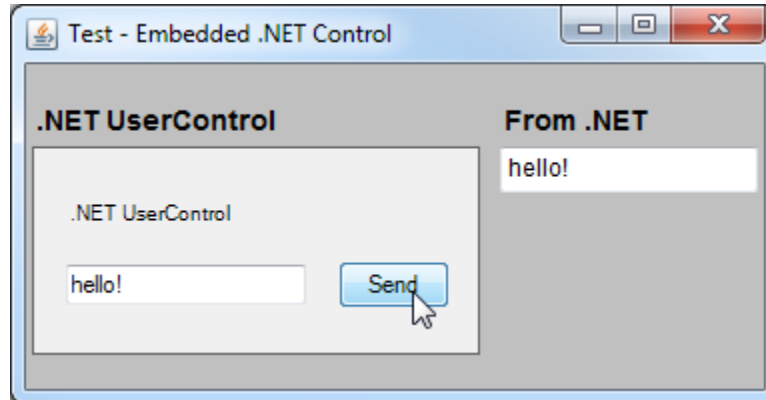 Test - Embedded .NET Control
.NET UserControl
From .NET
hello!
.NET UserControl
hello!
Send